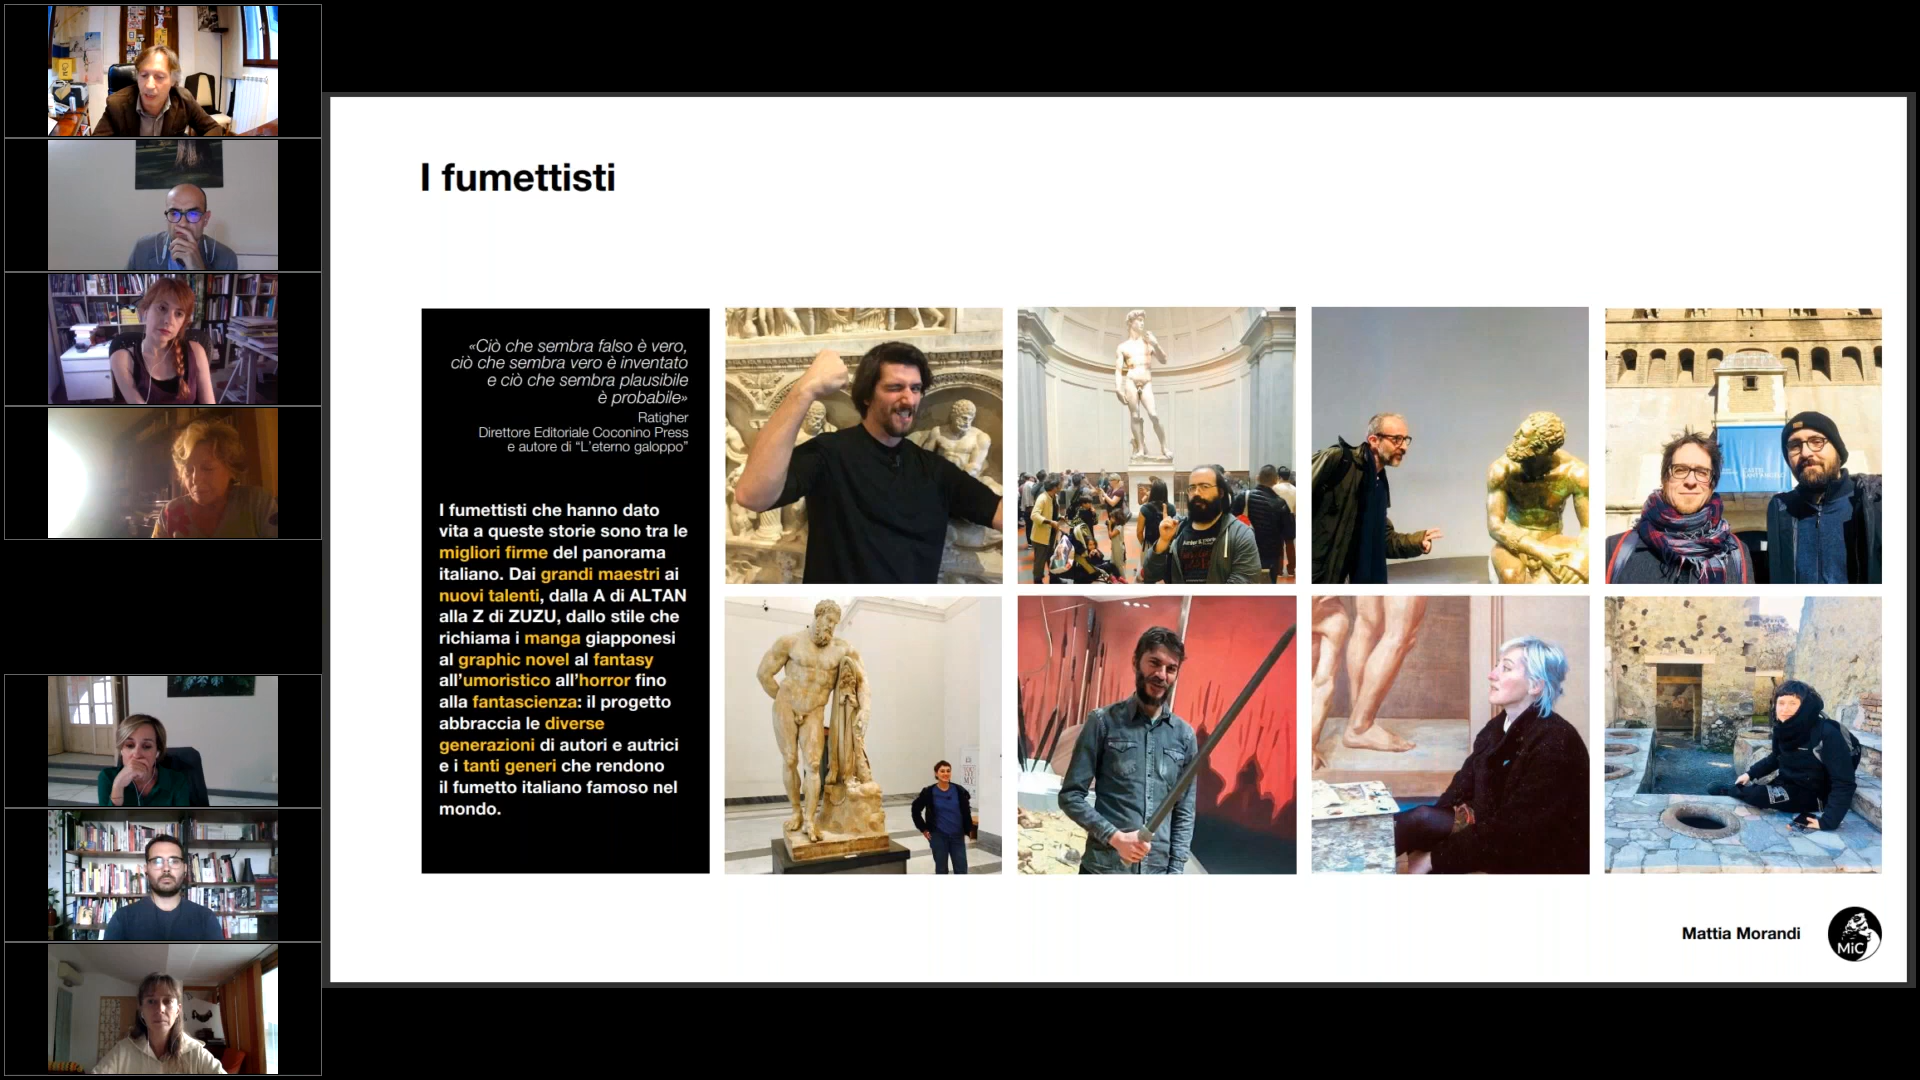 I fumettisti
«Ciò che sembra falso è vero,
ciò che sembra vero è inventato
e ciò che sembra plausibile
è probabile»
Ratigher
Direttore Editoriale Coconino Press
e autore di “L’eterno galoppo”
I fumettisti che hanno dato
vita a queste storie sono tra le
migliori firme del panorama
italiano. Dai grandi maestri ai
nuovi talenti, dalla A di ALTAN
alla Z di ZUZU, dallo stile che
richiama i manga giapponesi
al graphic novel al fantasy
all’umoristico all’horror fino
alla fantascienza: il progetto
abbraccia le diverse
generazioni di autori e autrici
e i tanti generi che rendono
il fumetto italiano famoso nel
mondo.
Mattia Morandi
MiC